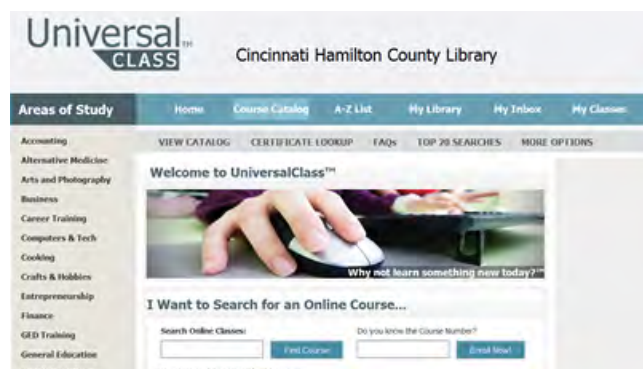 Universal™
CLASS
Cincinnati Hamilton County Library
Areas of Study
Home Course Catalog A-Z List My Library My Inbox My Classes
Accounting
Alternative Medicine
Arts and Photography
Business
Career Training
Computers & Tech
Cooking
Crafts & Hobbies
Entrepreneurship
Finance
GED Training
General Education
VIEW CATALOG CERTIFICATE LOOKUP FAQs TOP 20 SEARCHES MORE OPTIONS
Welcome to UniversalClass™
Why not learn something new today?™
I Want to Search for an Online Course...
Search Online Classes: Do you know the Course Number?
Find Course Enroll Now!